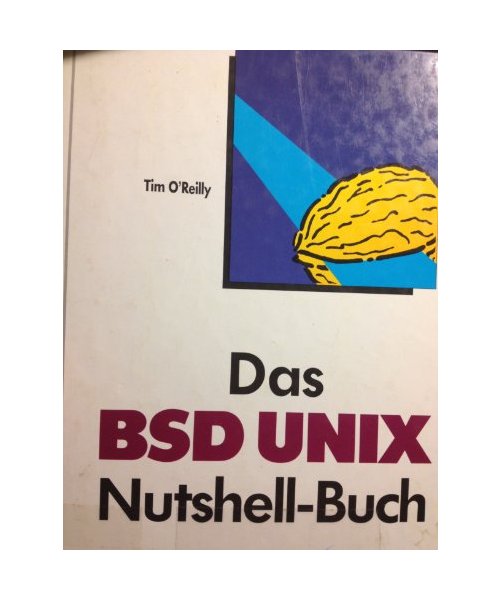 Tim O'Reilly
Das
BSD UNIX
Nutshell-Buch